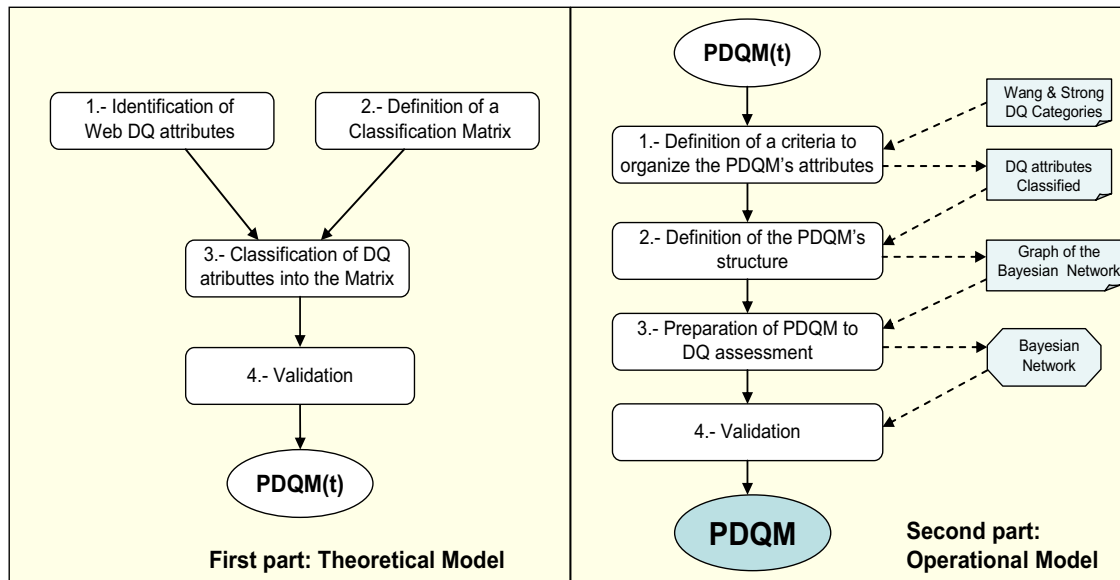 1.- Identification of
Web DQ attributes
2.- Definition of a
Classification Matrix
3.- Classification of DQ
atributtes into the Matrix
4.- Validation
PDQM(t)
First part: Theoretical Model
PDQM(t)
1.- Definition of a criteria to
organize the PDQM's attributes
Wang & Strong
DQ Categories
DQ attributes
Classified
2.- Definition of the PDQM's
structure
Graph of the
Bayesian Network
3.- Preparation of PDQM to
DQ assessment
Bayesian
Network
4.- Validation
PDQM
Second part:
Operational Model